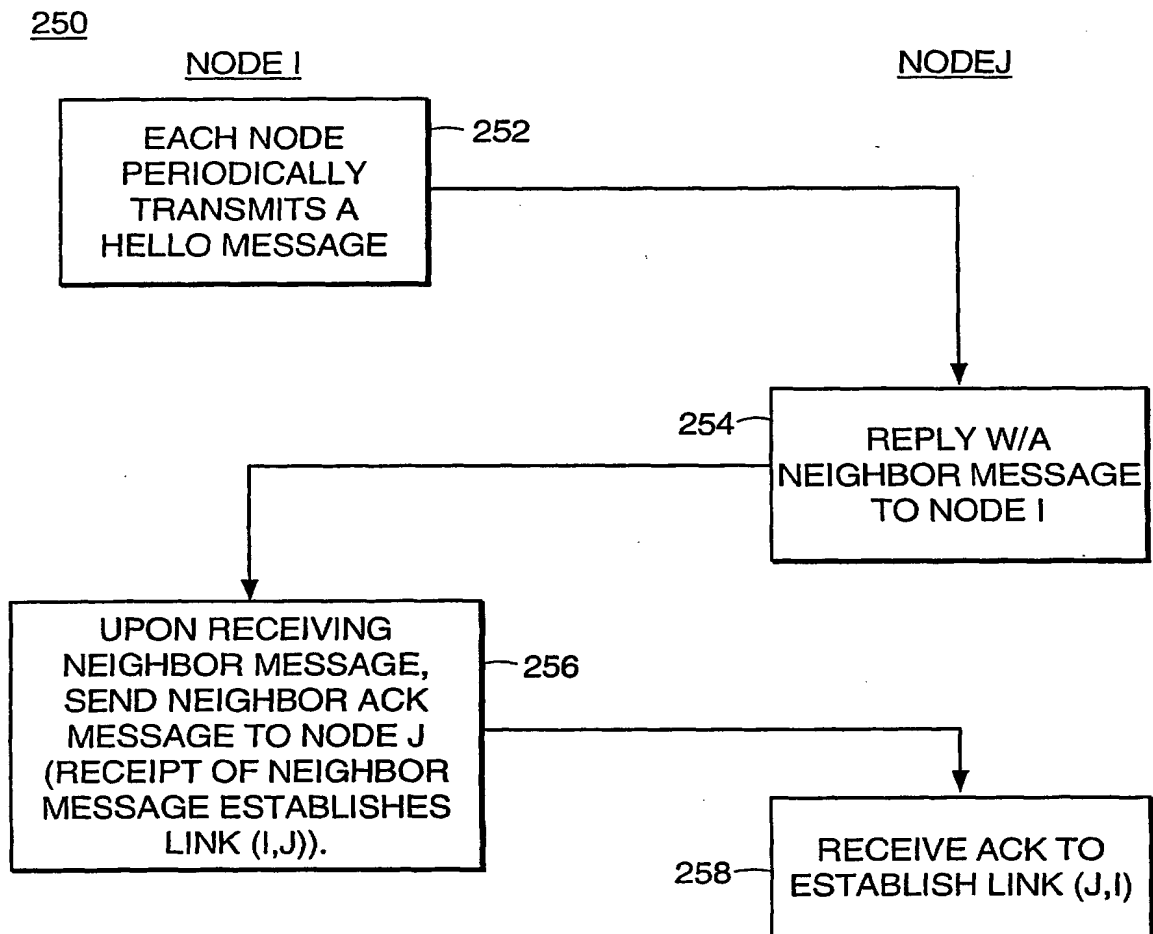 250
NODE I
NODEJ
EACH NODE
PERIODICALLY
TRANSMITS A
HELLO MESSAGE
252
254
REPLY W/A
NEIGHBOR MESSAGE
TO NODE I
UPON RECEIVING
NEIGHBOR MESSAGE,
SEND NEIGHBOR ACK
MESSAGE TO NODE J
(RECEIPT OF NEIGHBOR
MESSAGE ESTABLISHES
LINK (I,J)).
256
258
RECEIVE ACK TO
ESTABLISH LINK (J,I)